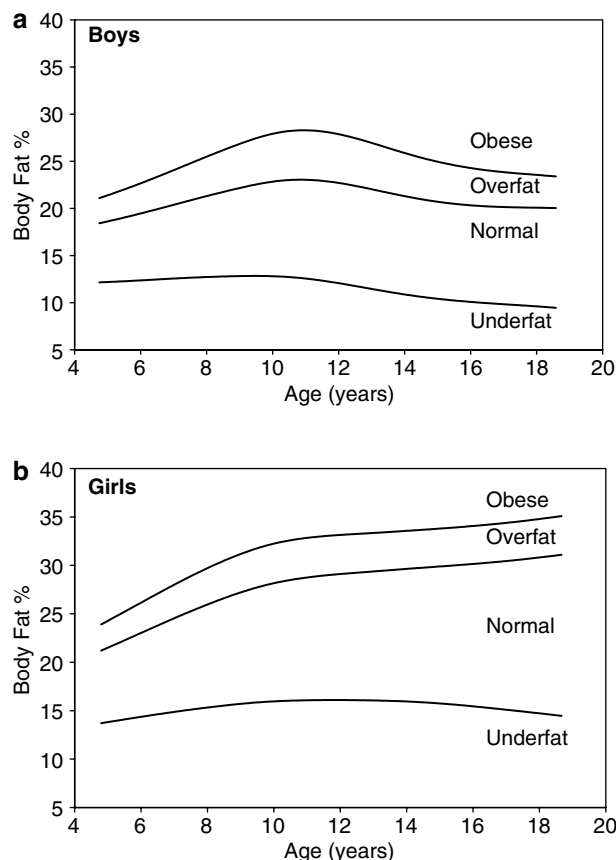 a
Boys
Body Fat %
40
35
30
25
20
15
10
5
Obese
Overfat
Normal
Underfat
4 6 8 10 12 14 16 18 20
Age (years)
b
Girls
Body Fat %
40
35
30
25
20
15
10
5
Obese
Overfat
Normal
Underfat
4 6 8 10 12 14 16 18 20
Age (years)